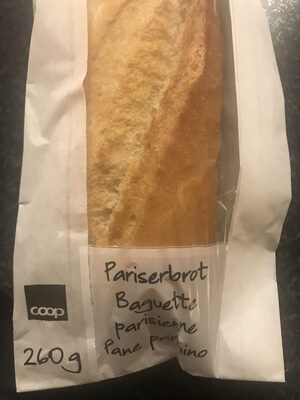 Pariserbrot
Baguette
parisienne
Pane
coop
260g